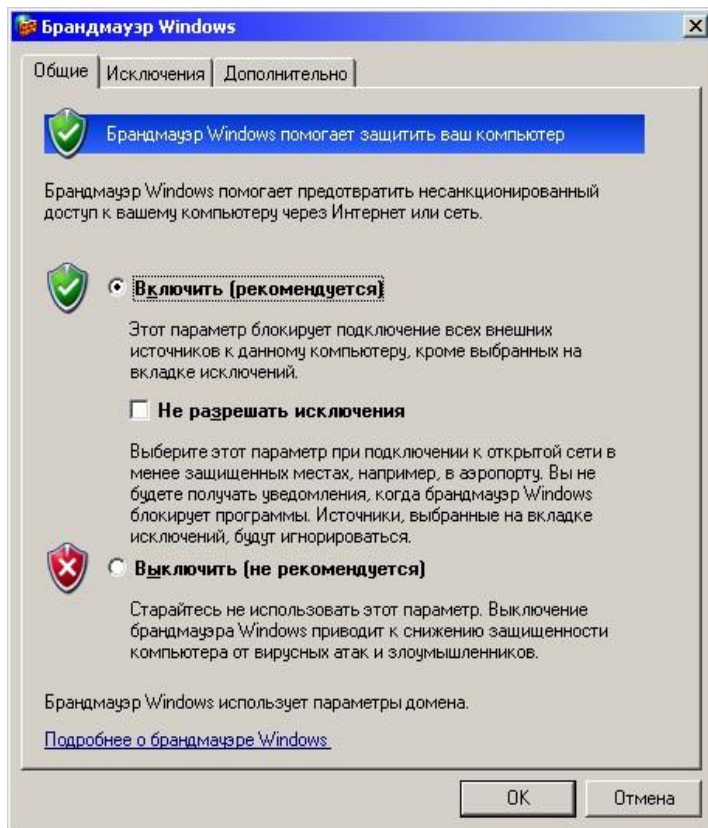 Брандмауэр Windows
Общие Исключения Дополнительно
Брандмауэр Windows помогает защитить ваш компьютер
Брандмауэр Windows помогает предотвратить несанкционированный
доступ к вашему компьютеру через Интернет или сеть.
Включить (рекомендуется)
Этот параметр блокирует подключение всех внешних
источников к данному компьютеру, кроме выбранных на
вкладке исключений.
Не разрешать исключения
Выберите этот параметр при подключении к открытой сети в
менее защищенных местах, например, в аэропорту. Вы не
будете получать уведомления, когда брандмауэр Windows
блокирует программы. Источники, выбранные на вкладке
исключений, будут игнорироваться.
Выключить (не рекомендуется)
Старайтесь не использовать этот параметр. Выключение
брандмауэра Windows приводит к снижению защищенности
компьютера от вирусных атак и злоумышленников.
Брандмауэр Windows использует параметры домена.
Подробнее о брандмауэре Windows
OK Отмена